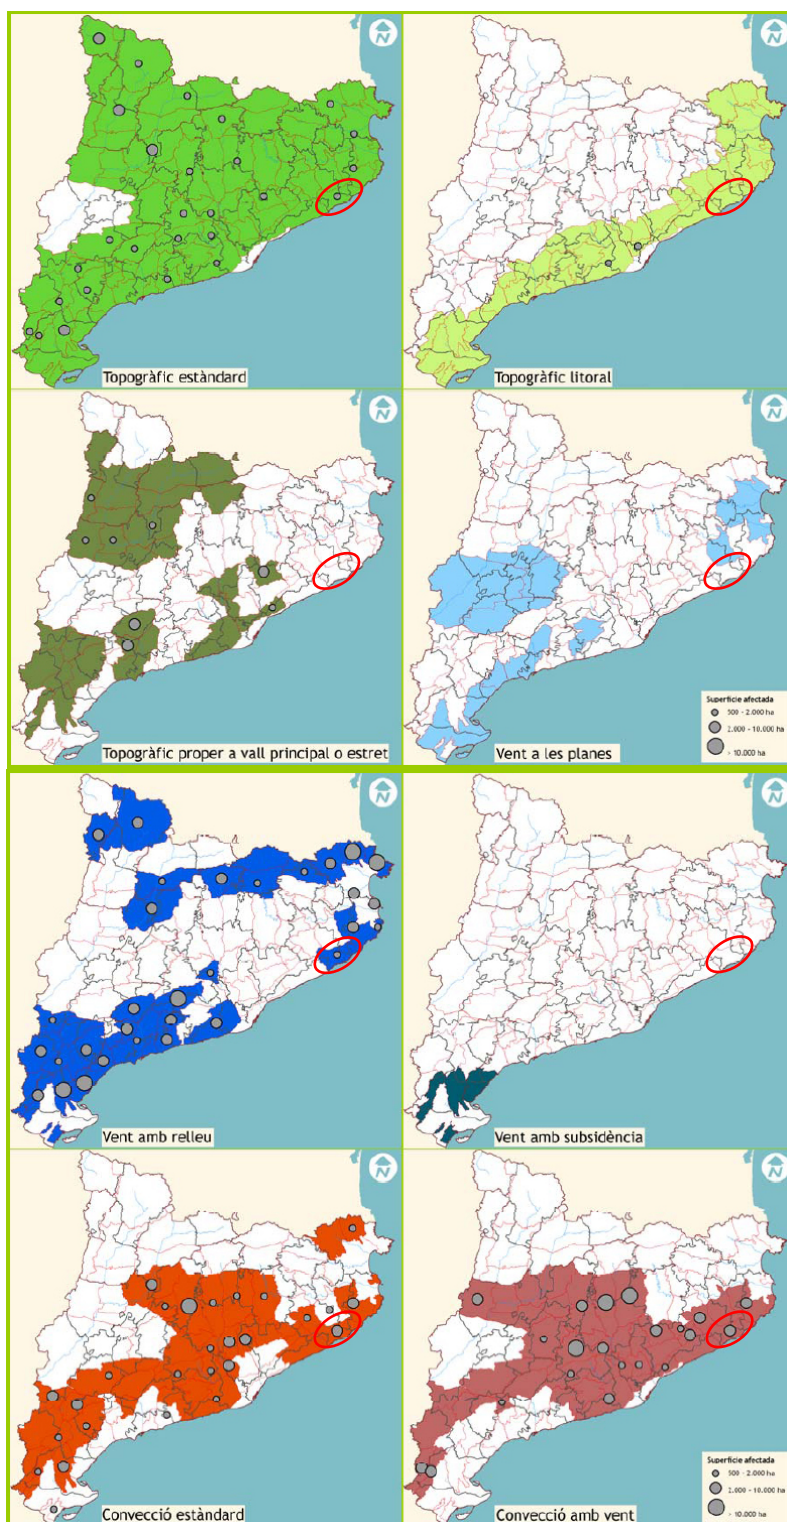 N
N
Topogràfic estàndard
Topogràfic litoral
N
N
Superfície afectada
500 - 2.000 ha
2.000 - 10.000 ha
> 10.000 ha
Topogràfic proper a vall principal o estret
Vent a les planes
N
N
Vent amb relleu
Vent amb subsidència
N
N
Superfície afectada
500 - 2.000 ha
2.000 - 10.000 ha
> 10.000 ha
Convecció estàndard
Convecció amb vent